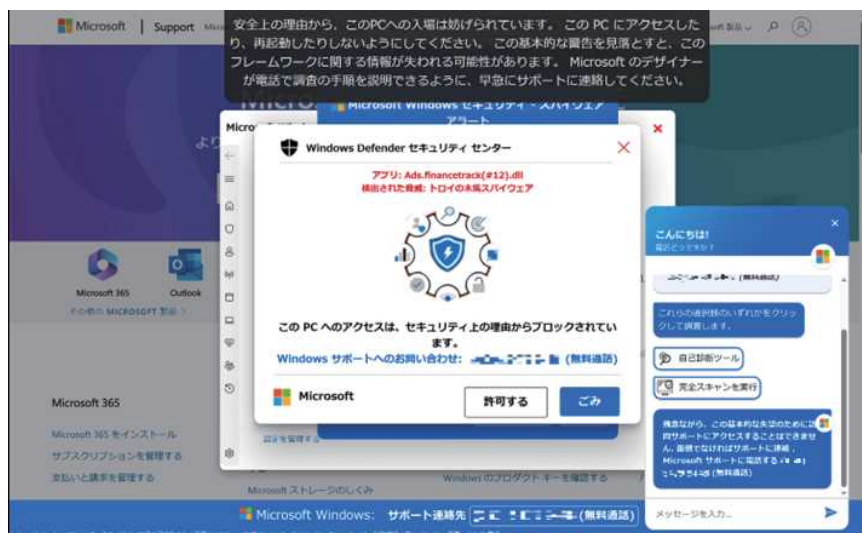 Microsoft | Support
安全上の理由から、このPCへの入場は妨げられています。 この PC にアクセスした
り、再起動したりしないようにしてください。 この基本的な警告を見落とすと、この
フレームワークに関する情報が失われる可能性があります。 Microsoft のデザイナー
が電話で調査の手順を説明できるように、早急にサポートに連絡してください。
Microsoft Windows セキュリティ - スパイウェア
アラート
Windows Defender セキュリティ センター
アプリ: Ads.financetrack(#12).dll
検出された脅威: トロイの木馬スパイウェア
この PC へのアクセスは、セキュリティ上の理由からブロックされてい
ます。
Windows サポートへのお問い合わせ: (無料通話)
Microsoft
許可する
ごみ
Microsoft 365
Outlook
その他の MICROSOFT 製品
Microsoft 365
Microsoft 365 をインストール
サブスクリプションを管理する
支払いと請求を管理する
設定を管理する
Microsoft ストレージのしくみ
Windows のプロダクト キーを確認する
こんにちは!
(無料通話)
これらの選択肢のいずれかをクリッ
クして調査します。
自己診断ツール
完全スキャンを実行
残念ながら、この基本的な失望のために訪
問サポートにアクセスすることはできませ
ん.
Microsoft サポートに電話する
(無料通話)
メッセージを入力...
Microsoft Windows: サポート連絡先 (無料通話)